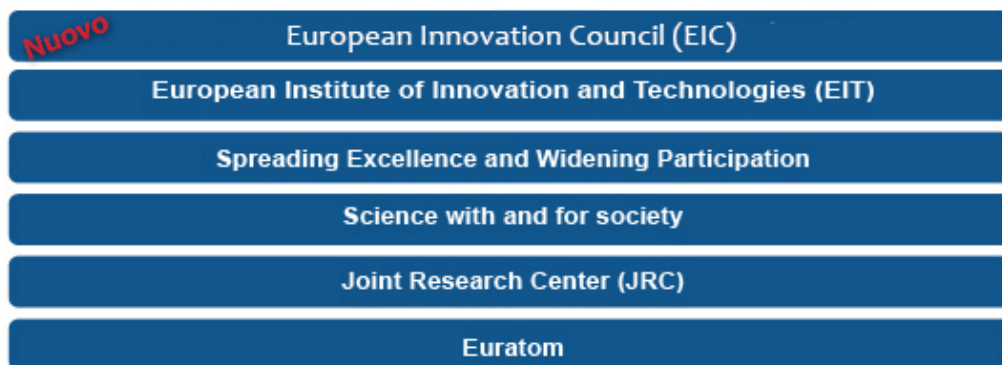 Nuovo
European Innovation Council (EIC)
European Institute of Innovation and Technologies (EIT)
Spreading Excellence and Widening Participation
Science with and for society
Joint Research Center (JRC)
Euratom